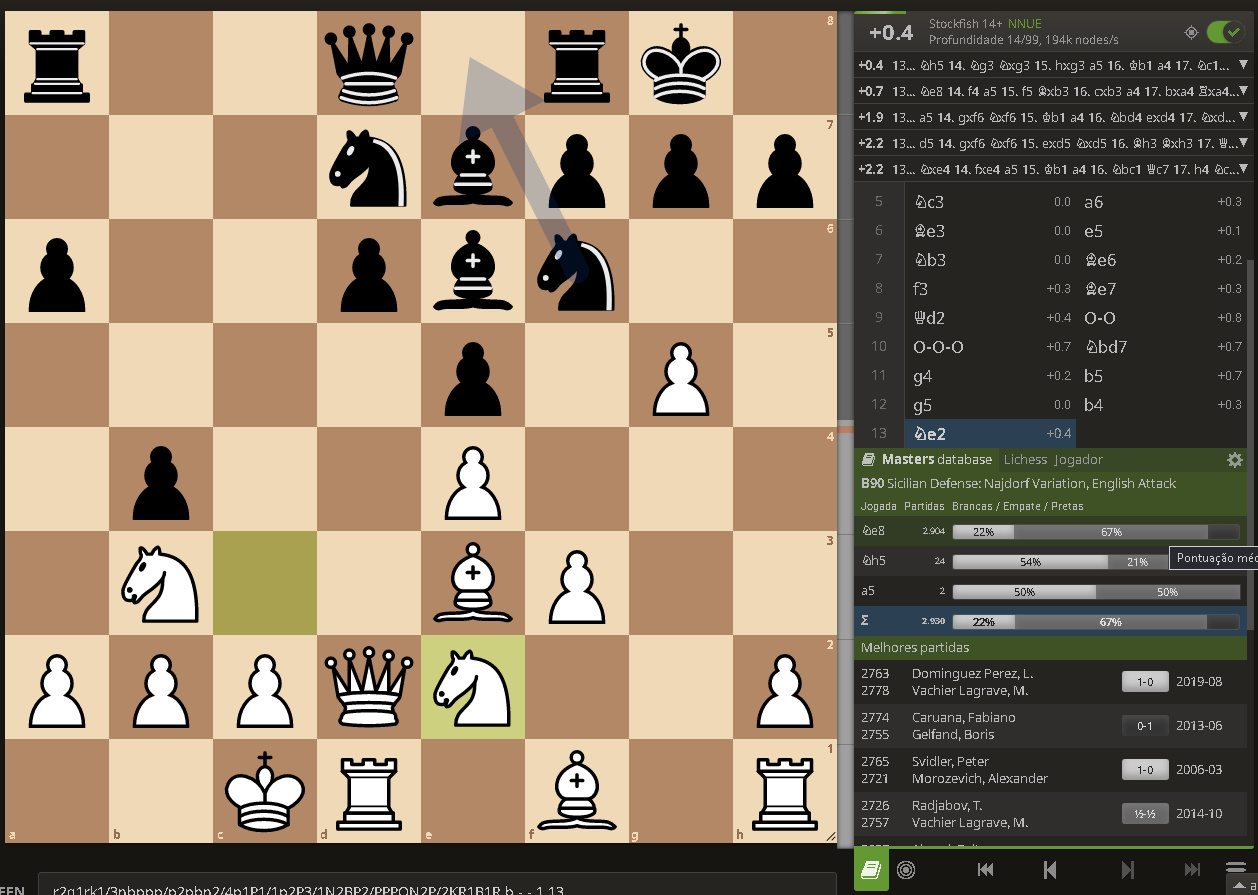 8
7
6
5
4
3
2
1
a b c d e f g h
FEN r2q1rk1/3nbppp/p2pbn2/4p1P1/1p2P3/1N2BP2/PPPQN2P/2KR1B1R b - - 1 13
+0.4 Stockfish 14+ NNUE
Profundidade 14/99, 194k nodes/s
+0.4 13... ♘h5 14. ♘g3 ♘xg3 15. hxg3 a5 16. ♔b1 a4 17. ♘c1...
+0.7 13... ♘e8 14. f4 a5 15. f5 ♗xb3 16. cxb3 a4 17. bxa4 ♖xa4...
+1.9 13... a5 14. gxf6 ♘xf6 15. ♔b1 a4 16. ♘bd4 exd4 17. ♘xd...
+2.2 13... d5 14. gxf6 ♘xf6 15. exd5 ♘xd5 16. ♗h3 ♗xh3 17. ♕...
+2.2 13... ♘xe4 14. fxe4 a5 15. ♔b1 a4 16. ♘bc1 ♕c7 17. h4 ♘c...
5 ♘c3 0.0 a6 +0.3
6 ♗e3 0.0 e5 +0.1
7 ♘b3 0.0 ♗e6 +0.2
8 f3 +0.3 ♗e7 +0.3
9 ♕d2 +0.4 O-O +0.8
10 O-O-O +0.7 ♘bd7 +0.7
11 g4 +0.2 b5 +0.7
12 g5 0.0 b4 +0.3
13 ♘e2 +0.4
Masters database Lichess Jogador
B90 Sicilian Defense: Najdorf Variation, English Attack
Jogada Partidas Brancas / Empate / Pretas
♘e8 2.904 22% 67%
♘h5 24 54% 21%
Pontuação méd
a5 2 50% 50%
Σ 2.930 22% 67%
Melhores partidas
2763 Dominguez Perez, L. 1-0 2019-08
2778 Vachier Lagrave, M.
2774 Caruana, Fabiano 0-1 2013-06
2755 Gelfand, Boris
2765 Svidler, Peter 1-0 2006-03
2721 Morozevich, Alexander
2726 Radjabov, T. ½-½ 2014-10
2757 Vachier Lagrave, M.